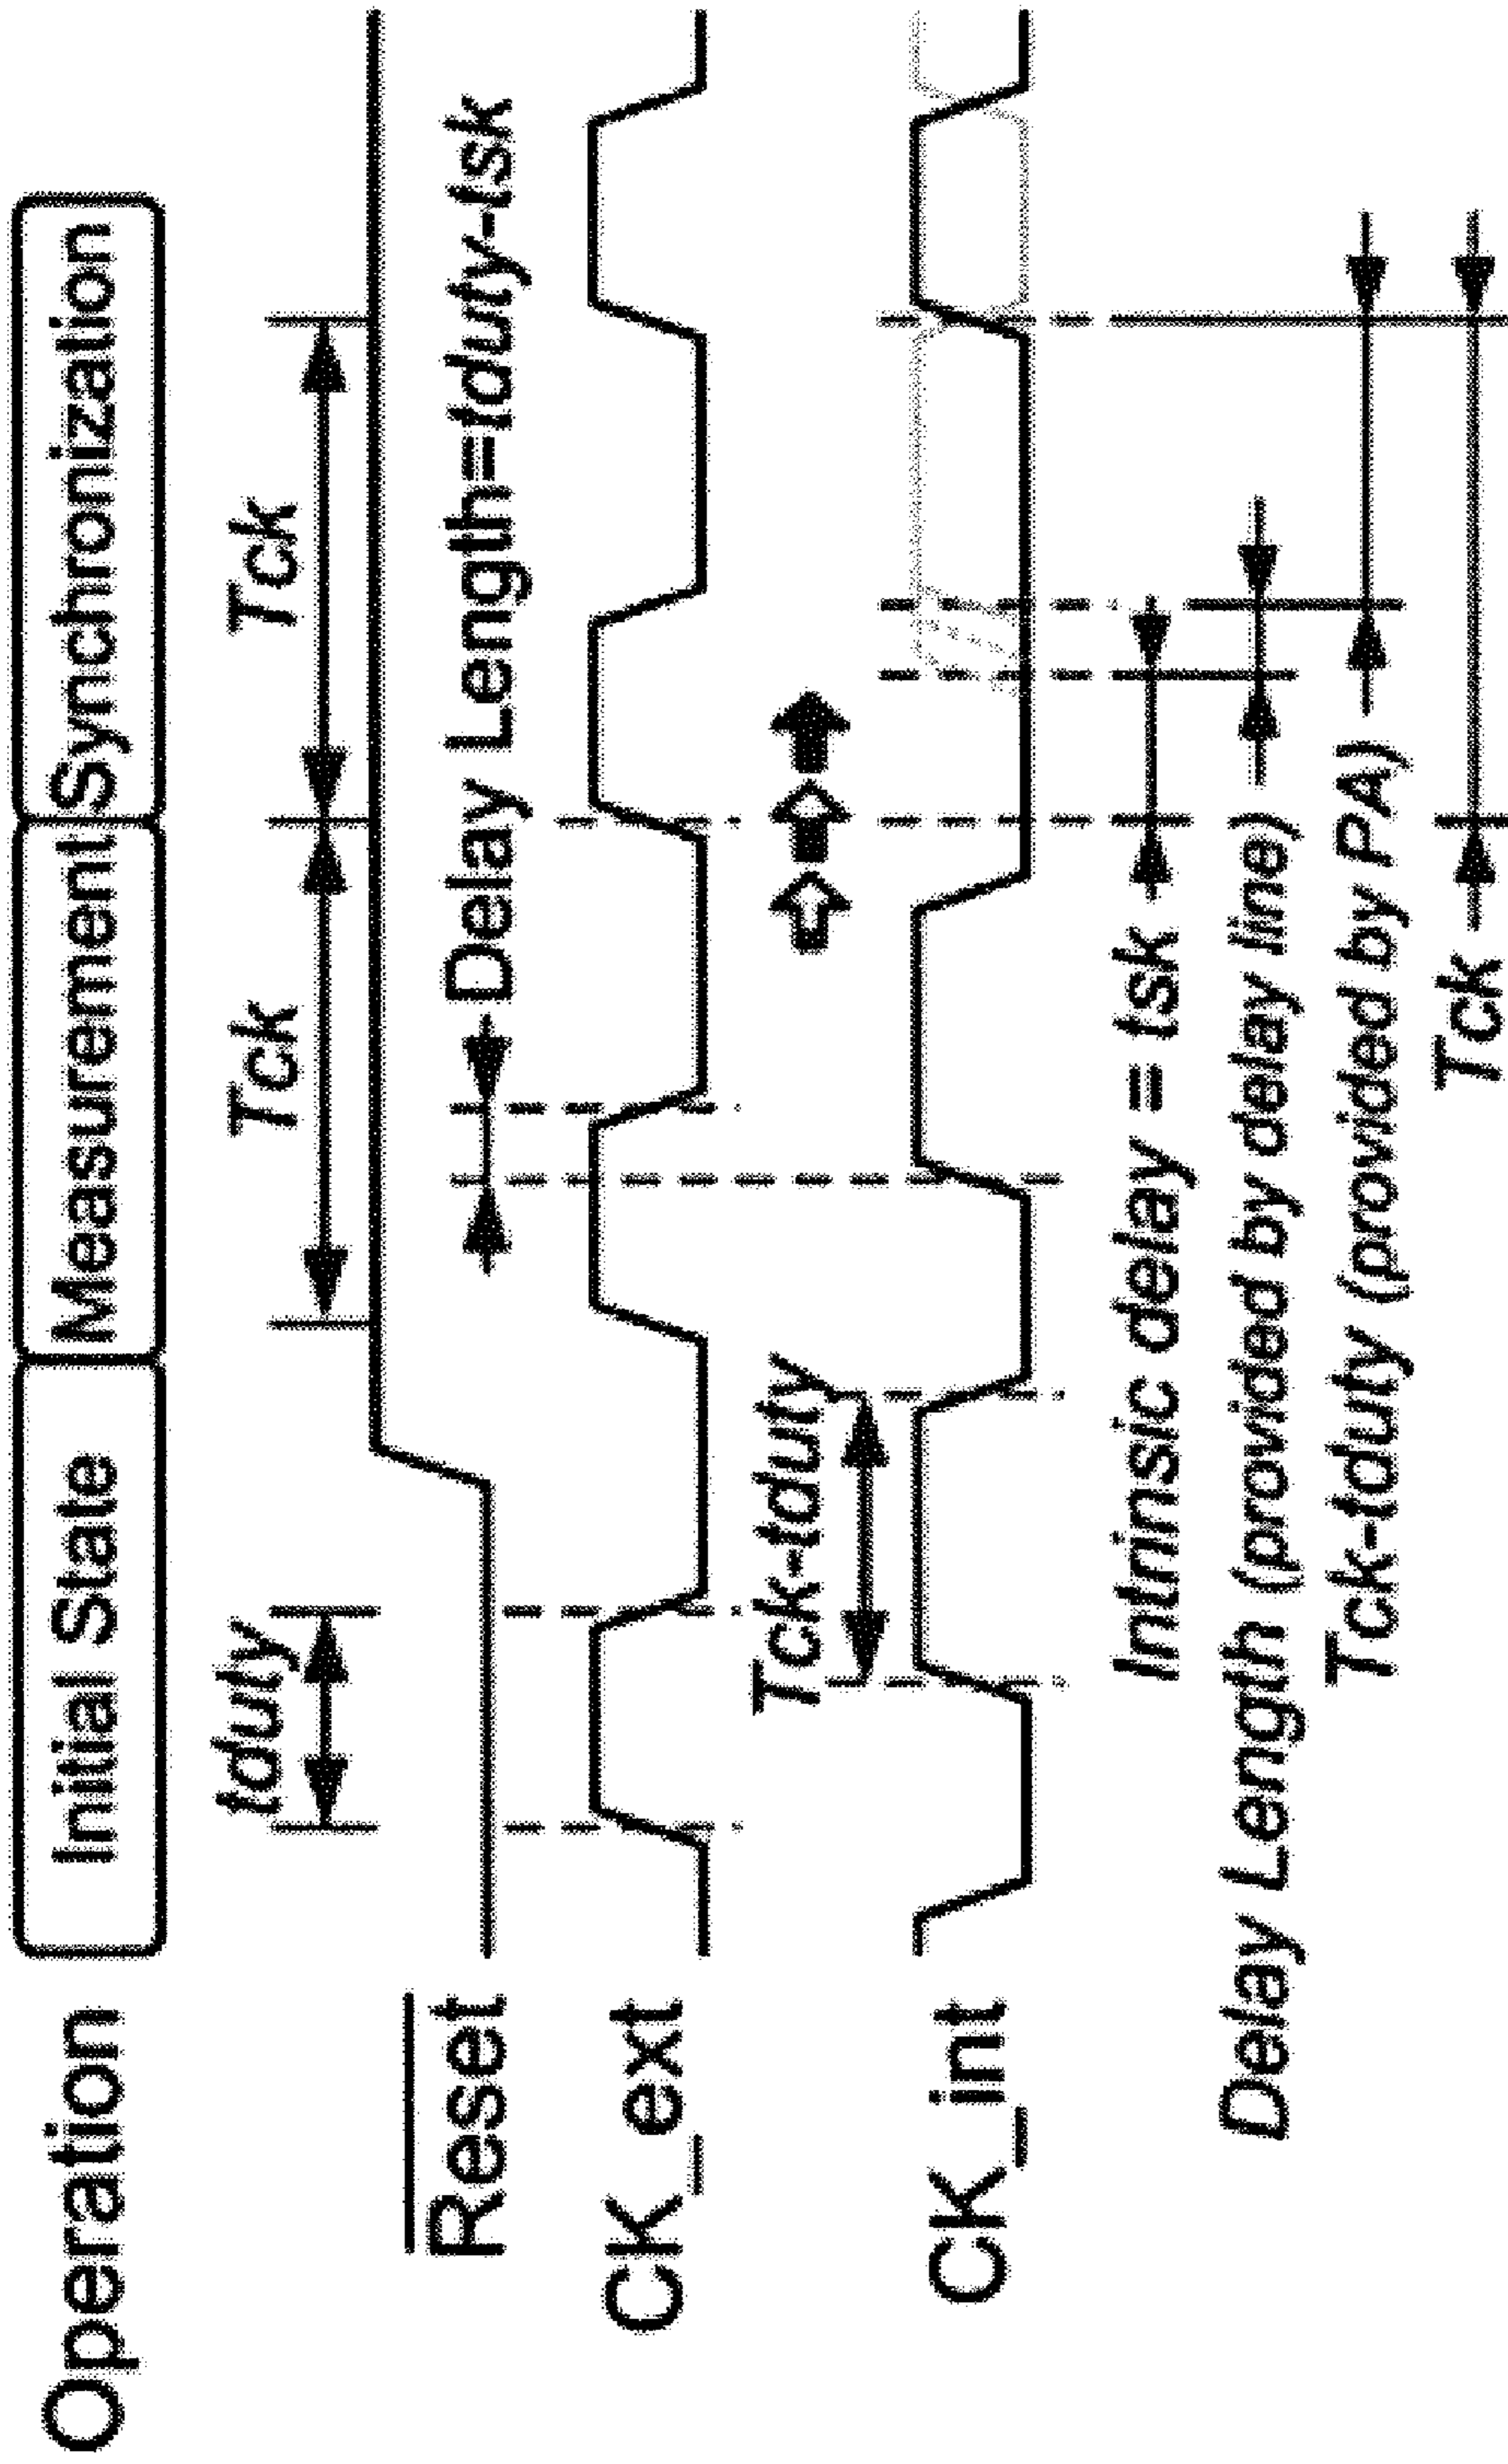 Operation
Initial State
Measurement
Synchronization
tduty
Tck
Tck
Reset
Delay Length=tduty-tsk
CK_ext
Tck-tduty
CK_int
Intrinsic delay = tsk
Delay Length (provided by delay line)
Tck-tduty (provided by PA)
Tck